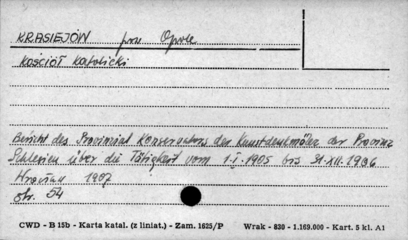 KRASIEJÓW pow Opole
KOŚCIÓŁ Katolicki
Bericht des Provinzial Konservators der Kunstdenkmäler der Provinz
Schlesien über die Tätigkeit vom 1.I.1905 bis 31.XII.1906
Wrocław 1907
str. 54
CWD - B 15b - Karta katal. (z liniat.) - Zam. 1625/P Wrak - 830 - 1.169.000 - Kart. 5 kl. A1